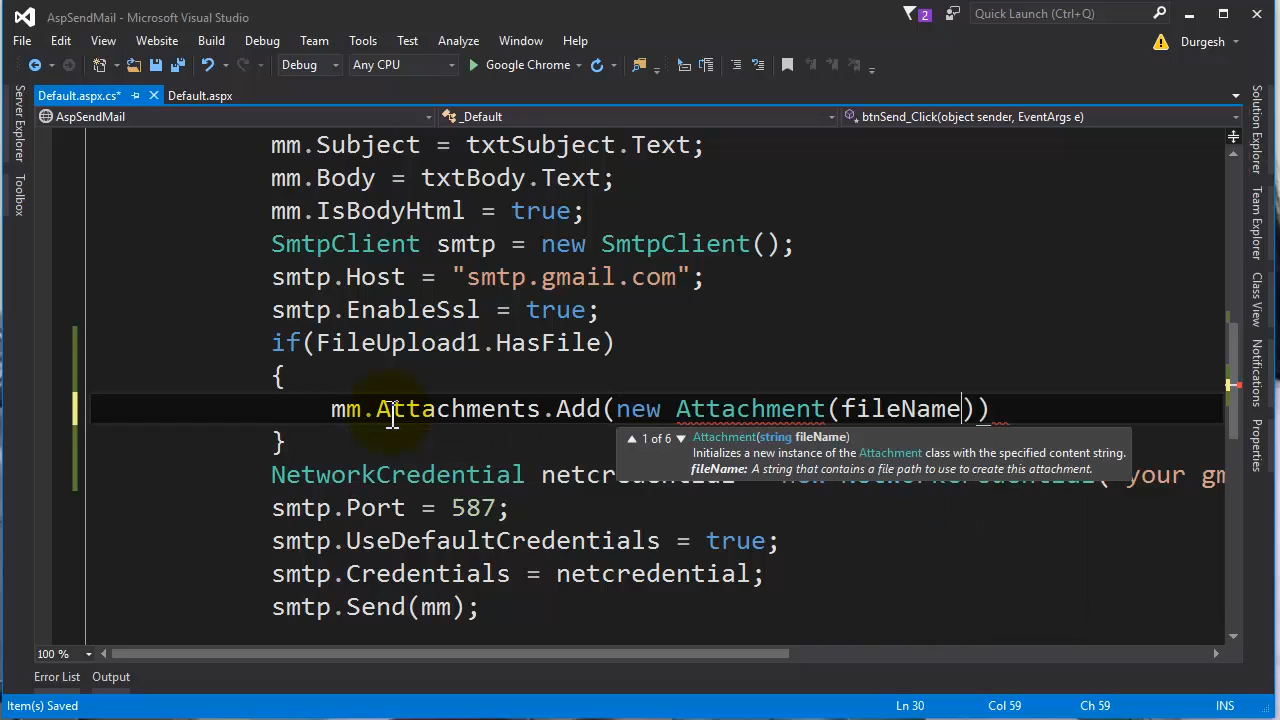 AspSendMail - Microsoft Visual Studio
2
Quick Launch (Ctrl+Q)
File Edit View Website Build Debug Team Tools Test Analyze Window Help
Durgesh
Debug Any CPU Google Chrome
Default.aspx.cs* Default.aspx
AspSendMail _Default btnSend_Click(object sender, EventArgs e)
Server Explorer
Toolbox
mm.Subject = txtSubject.Text;
mm.Body = txtBody.Text;
mm.IsBodyHtml = true;
SmtpClient smtp = new SmtpClient();
smtp.Host = "smtp.gmail.com";
smtp.EnableSsl = true;
if(FileUpload1.HasFile)
{
mm.Attachments.Add(new Attachment(fileName))
1 of 6 Attachment(string fileName)
Initializes a new instance of the Attachment class with the specified content string.
fileName: A string that contains a file path to use to create this attachment.
}
NetworkCredential netcredential = new NetworkCredential( your gm
smtp.Port = 587;
smtp.UseDefaultCredentials = true;
smtp.Credentials = netcredential;
smtp.Send(mm);
Solution Explorer
Team Explorer
Class View
Notifications
Properties
100 %
Error List Output
Item(s) Saved Ln 30 Col 59 Ch 59 INS